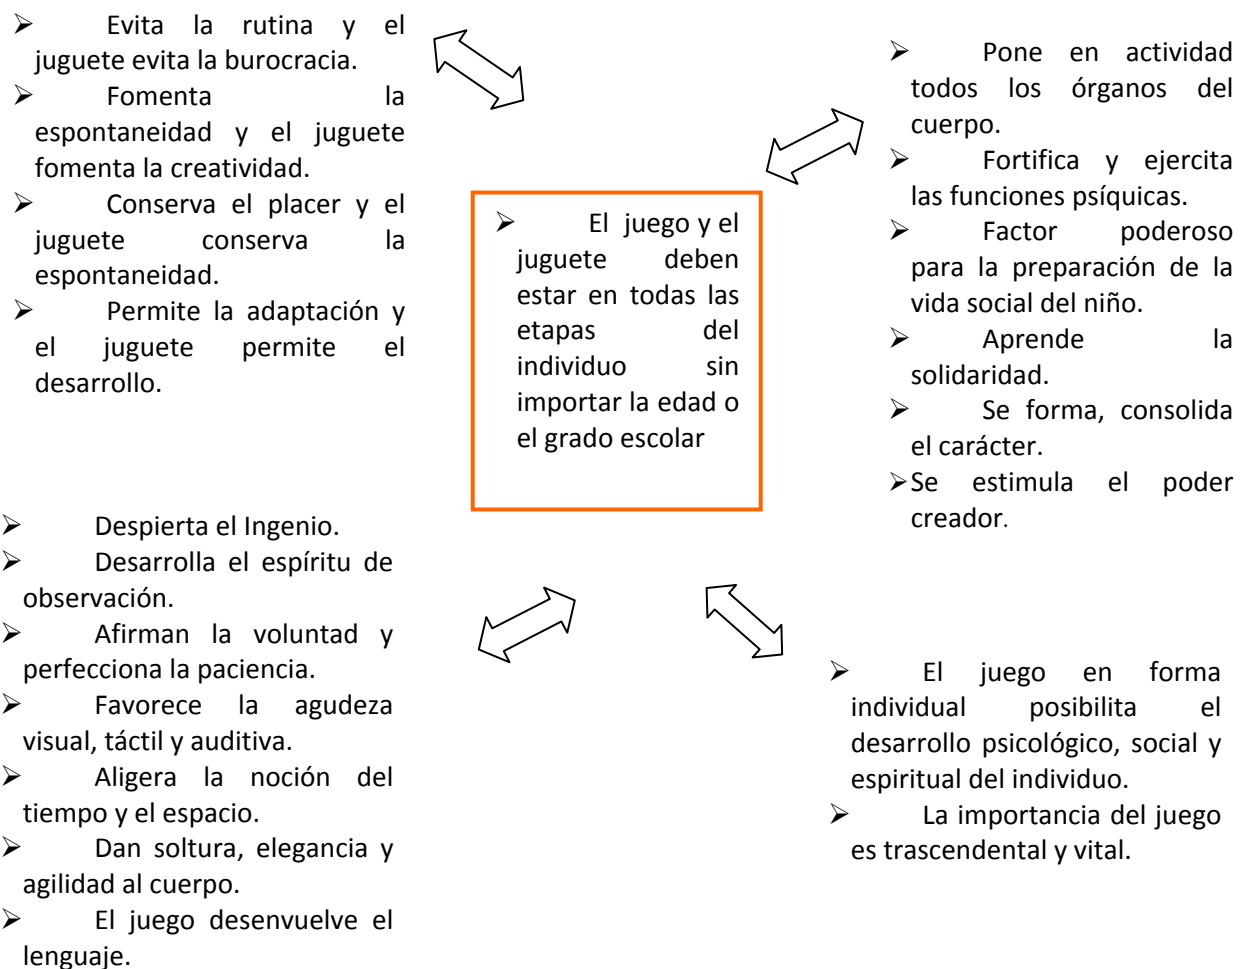 ➢ Evita la rutina y el
juguete evita la burocracia.
➢ Fomenta la
espontaneidad y el juguete
fomenta la creatividad.
➢ Conserva el placer y el
juguete conserva la
espontaneidad.
➢ Permite la adaptación y
el juguete permite el
desarrollo.
➢ Pone en actividad
todos los órganos del
cuerpo.
➢ Fortifica y ejercita
las funciones psíquicas.
➢ Factor poderoso
para la preparación de la
vida social del niño.
➢ Aprende la
solidaridad.
➢ Se forma, consolida
el carácter.
➢ Se estimula el poder
creador.
➢ El juego y el
juguete deben
estar en todas las
etapas del
individuo sin
importar la edad o
el grado escolar
➢ Despierta el Ingenio.
➢ Desarrolla el espíritu de
observación.
➢ Afirman la voluntad y
perfecciona la paciencia.
➢ Favorece la agudeza
visual, táctil y auditiva.
➢ Aligera la noción del
tiempo y el espacio.
➢ Dan soltura, elegancia y
agilidad al cuerpo.
➢ El juego desenvuelve el
lenguaje.
➢ El juego en forma
individual posibilita el
desarrollo psicológico, social y
espiritual del individuo.
➢ La importancia del juego
es trascendental y vital.